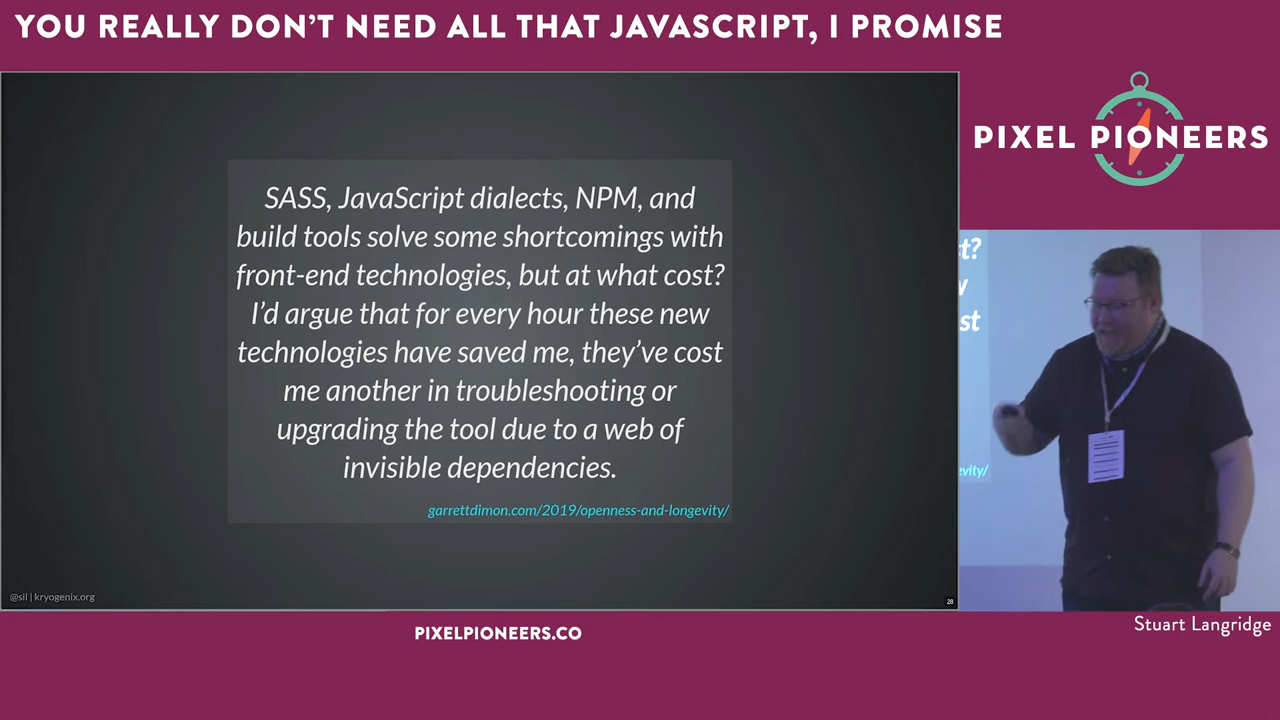 YOU REALLY DON'T NEED ALL THAT JAVASCRIPT, I PROMISE
PIXEL PIONEERS
SASS, JavaScript dialects, NPM, and
build tools solve some shortcomings with
front-end technologies, but at what cost?
I'd argue that for every hour these new
technologies have saved me, they've cost
me another in troubleshooting or
upgrading the tool due to a web of
invisible dependencies.
garrettdimon.com/2019/openness-and-longevity/
@sil | kryogenix.org
28
t?
st
evity/
Stuart Langridge
PIXELPIONEERS.CO